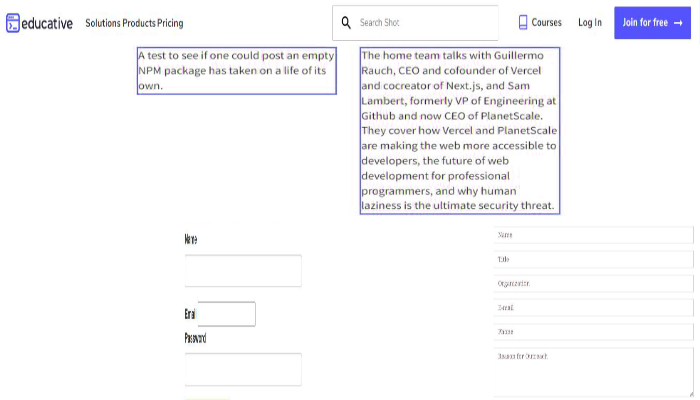 educative Solutions Products Pricing Search Shot Courses Log In Join for free →
A test to see if one could post an empty
NPM package has taken on a life of its
own.
The home team talks with Guillermo
Rauch, CEO and cofounder of Vercel
and cocreator of Next.js, and Sam
Lambert, formerly VP of Engineering at
Github and now CEO of PlanetScale.
They cover how Vercel and PlanetScale
are making the web more accessible to
developers, the future of web
development for professional
programmers, and why human
laziness is the ultimate security threat.
Name
Email
Password
Name
Title
Organization
E-mail
Phone
Reason for Outreach